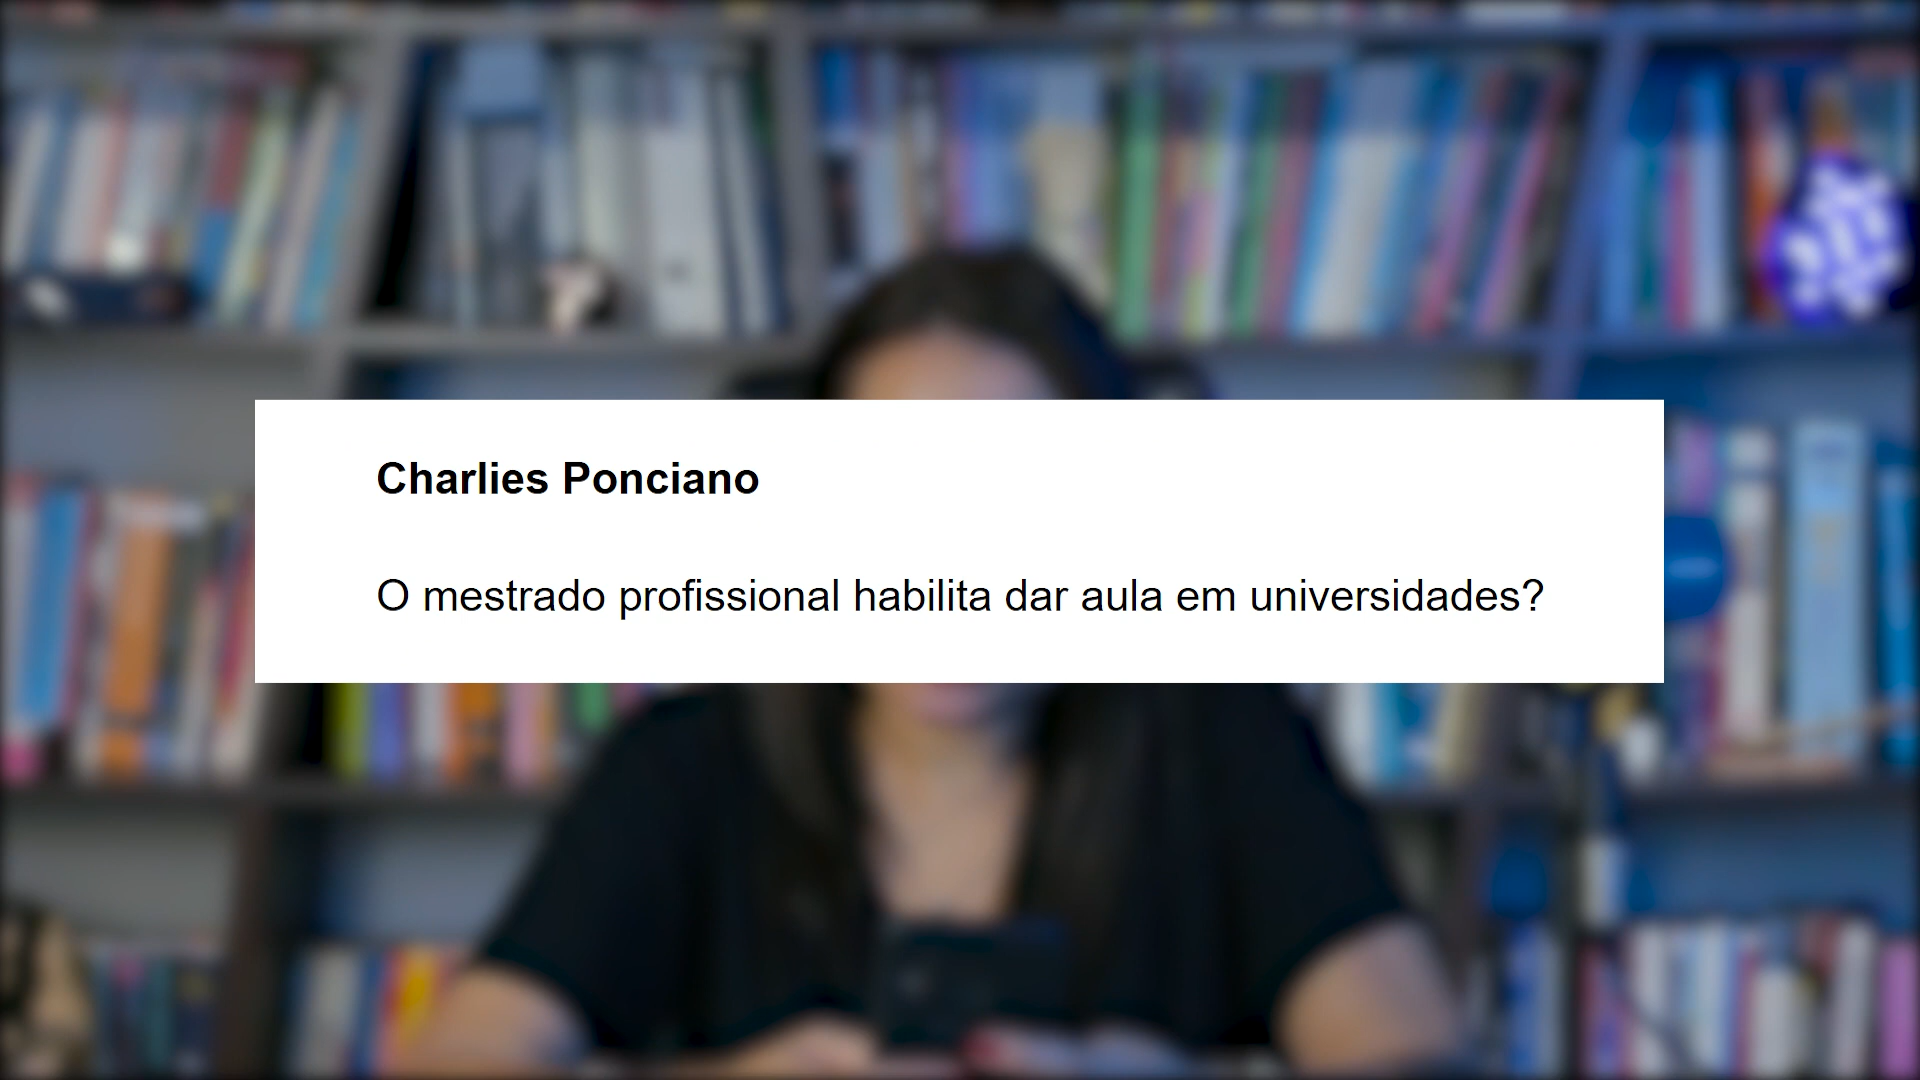 Charlies Ponciano
O mestrado profissional habilita dar aula em universidades?